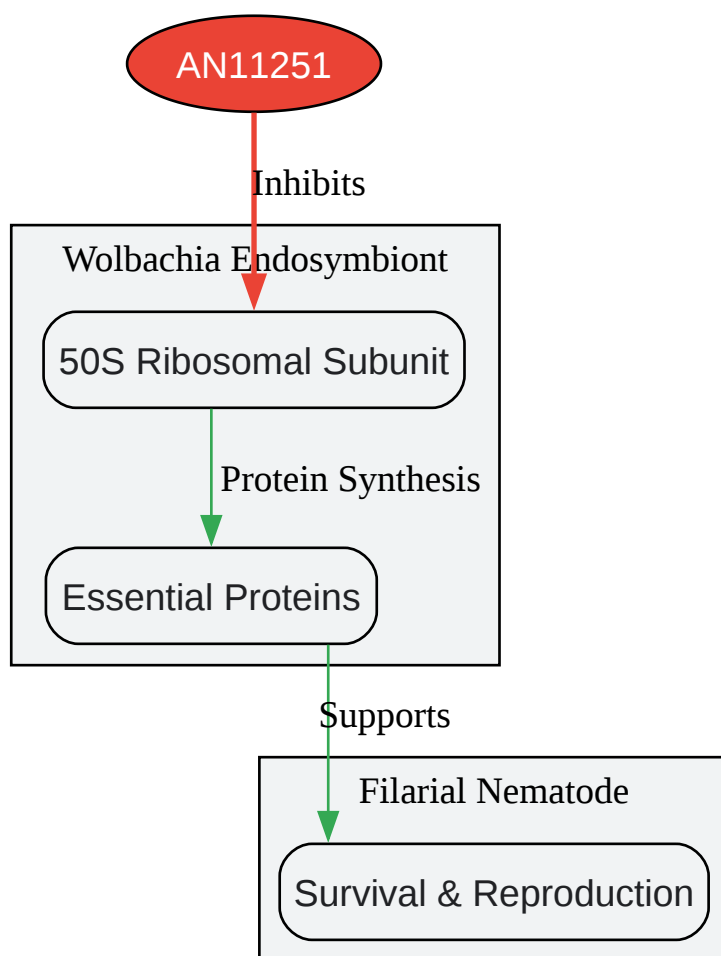 AN11251
Inhibits
Wolbachia Endosymbiont
50S Ribosomal Subunit
Protein Synthesis
Essential Proteins
Supports
Filarial Nematode
Survival & Reproduction